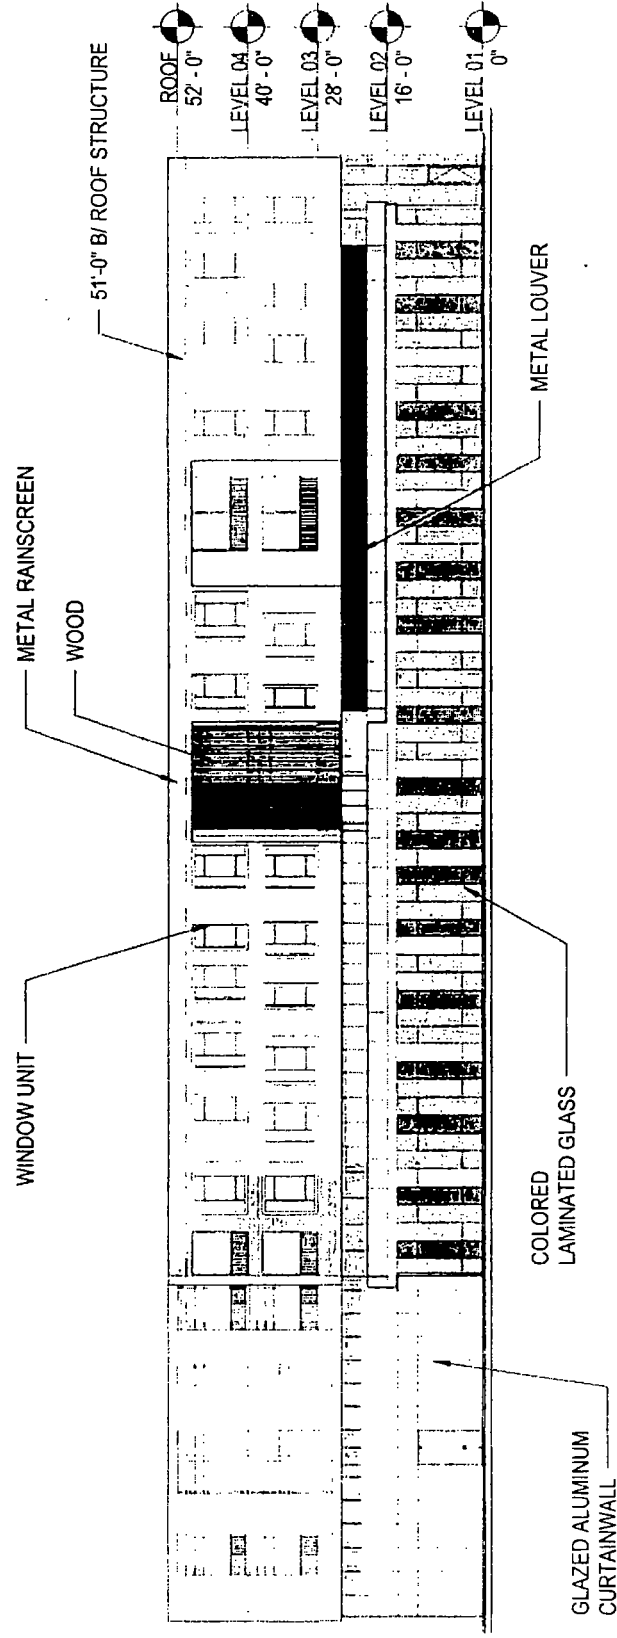 WINDOW UNIT
METAL RAINSCREEN
WOOD
51'-0" B/ ROOF STRUCTURE
ROOF
52' - 0"
LEVEL 04
40' - 0"
LEVEL 03
28' - 0"
LEVEL 02
16' - 0"
LEVEL 01
0"
GLAZED ALUMINUM
CURTAINWALL
COLORED
LAMINATED GLASS
METAL LOUVER